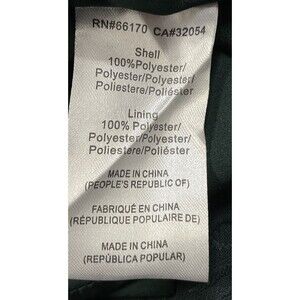 RN#66170 CA#32054
Shell
100%Polyester/
Polyester/Polyester/
Poliestere/Poliéster
Lining
100% Polyester/
Polyester/Polyester/
Poliestere/Poliéster
MADE IN CHINA
(PEOPLE'S REPUBLIC OF)
FABRIQUÉ EN CHINA
(RÉPUBLIQUE POPULAIRE DE)
MADE IN CHINA
(REPÚBLICA POPULAR)